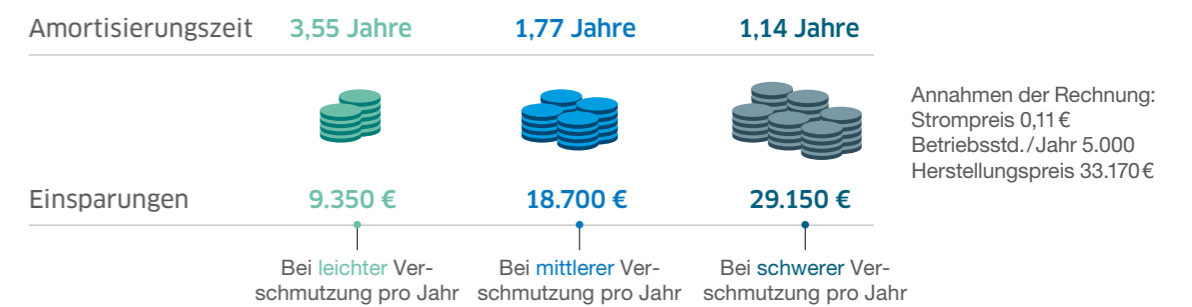 Amortisierungszeit 3,55 Jahre 1,77 Jahre 1,14 Jahre
Annahmen der Rechnung:
Strompreis 0,11 €
Betriebsstd./Jahr 5.000
Herstellungspreis 33.170 €
Einsparungen 9.350 € 18.700 € 29.150 €
Bei leichter Ver-
schmutzung pro Jahr
Bei mittlerer Ver-
schmutzung pro Jahr
Bei schwerer Ver-
schmutzung pro Jahr